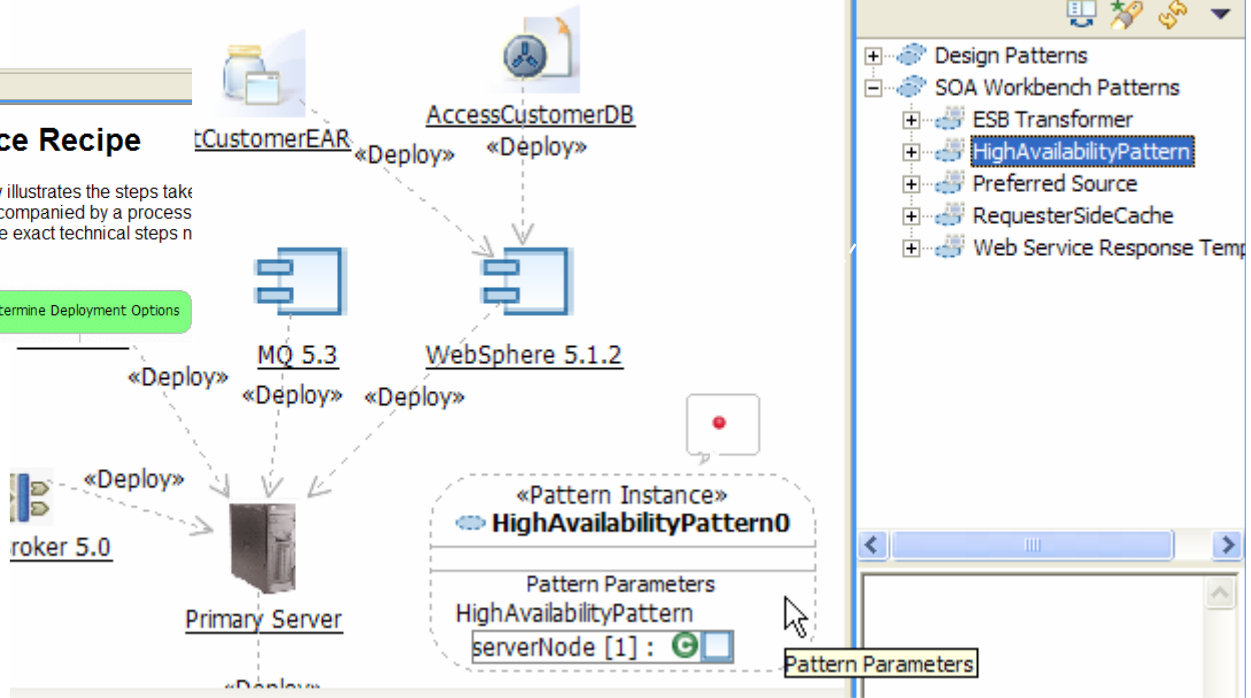 ce Recipe
illustrates the steps take
companied by a process
e exact technical steps n
termine Deployment Options
tCustomerEAR
AccessCustomerDB
«Deploy»
«Deploy»
MQ 5.3
WebSphere 5.1.2
«Deploy»
«Deploy»
«Deploy»
«Deploy»
roker 5.0
Primary Server
«Deploy»
«Pattern Instance»
HighAvailabilityPattern0
Pattern Parameters
HighAvailabilityPattern
serverNode [1] :
Pattern Parameters
Design Patterns
SOA Workbench Patterns
ESB Transformer
HighAvailabilityPattern
Preferred Source
RequesterSideCache
Web Service Response Temp